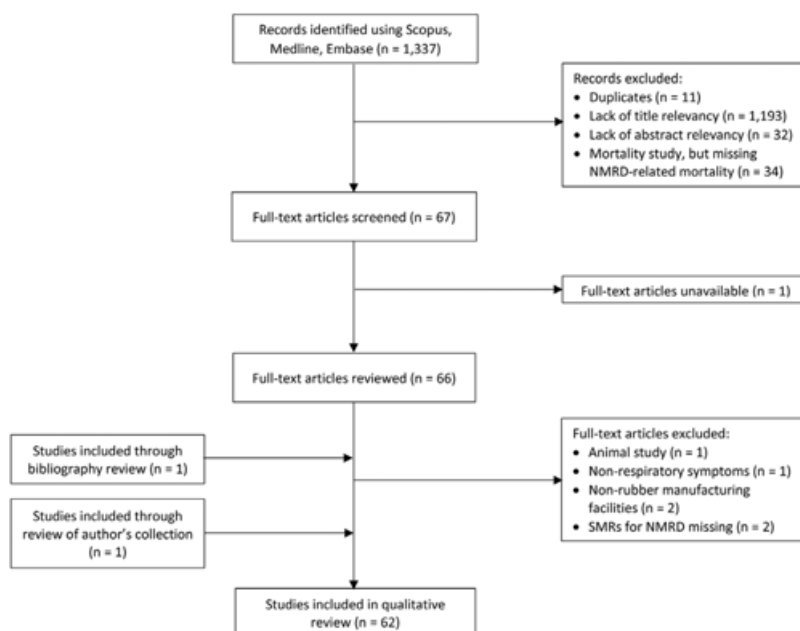 Records identified using Scopus,
Medline, Embase (n = 1,337)
Records excluded:
• Duplicates (n = 11)
• Lack of title relevancy (n = 1,193)
• Lack of abstract relevancy (n = 32)
• Mortality study, but missing
NMRD-related mortality (n = 34)
Full-text articles screened (n = 67)
Full-text articles unavailable (n = 1)
Full-text articles reviewed (n = 66)
Studies included through
bibliography review (n = 1)
Full-text articles excluded:
• Animal study (n = 1)
• Non-respiratory symptoms (n = 1)
• Non-rubber manufacturing
facilities (n = 2)
• SMRs for NMRD missing (n = 2)
Studies included through
review of author's collection
(n = 1)
Studies included in qualitative
review (n = 62)